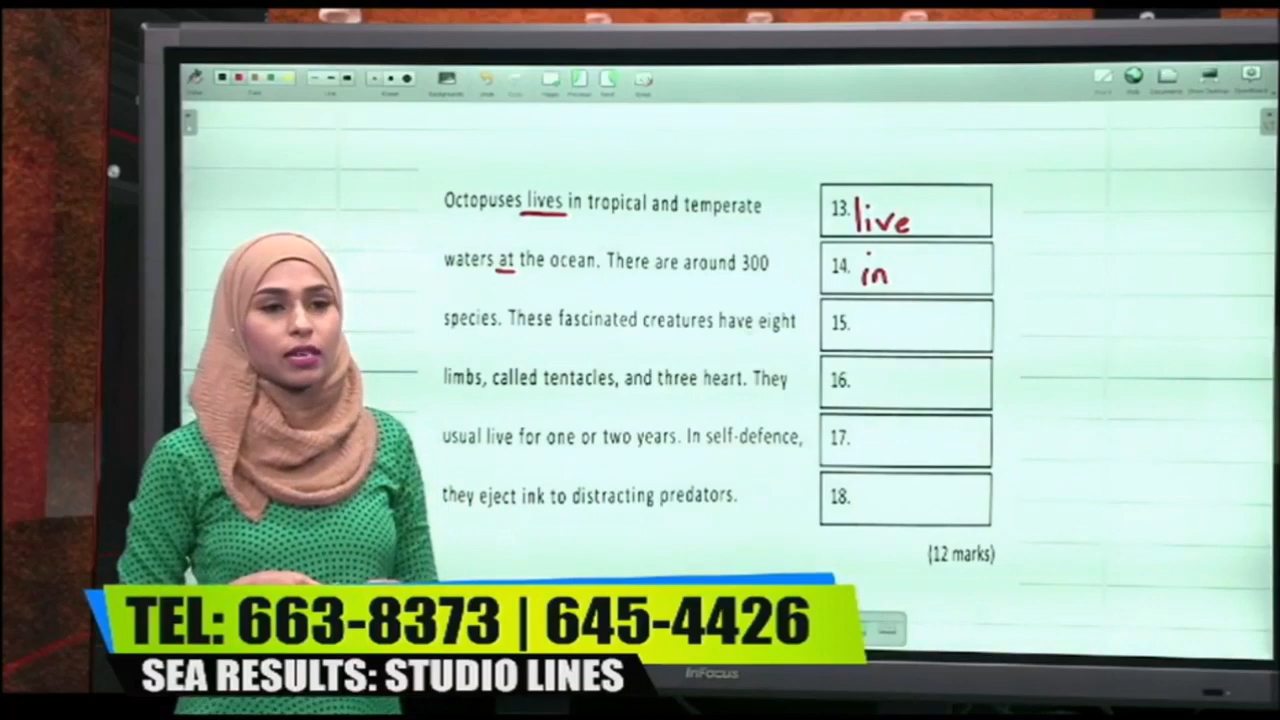 Octopuses lives in tropical and temperate
13. live
waters at the ocean. There are around 300
14. in
species. These fascinated creatures have eight
15.
limbs, called tentacles, and three heart. They
16.
usual live for one or two years. In self-defence,
17.
they eject ink to distracting predators.
18.
(12 marks)
TEL: 663-8373 | 645-4426
SEA RESULTS: STUDIO LINES
InFocus